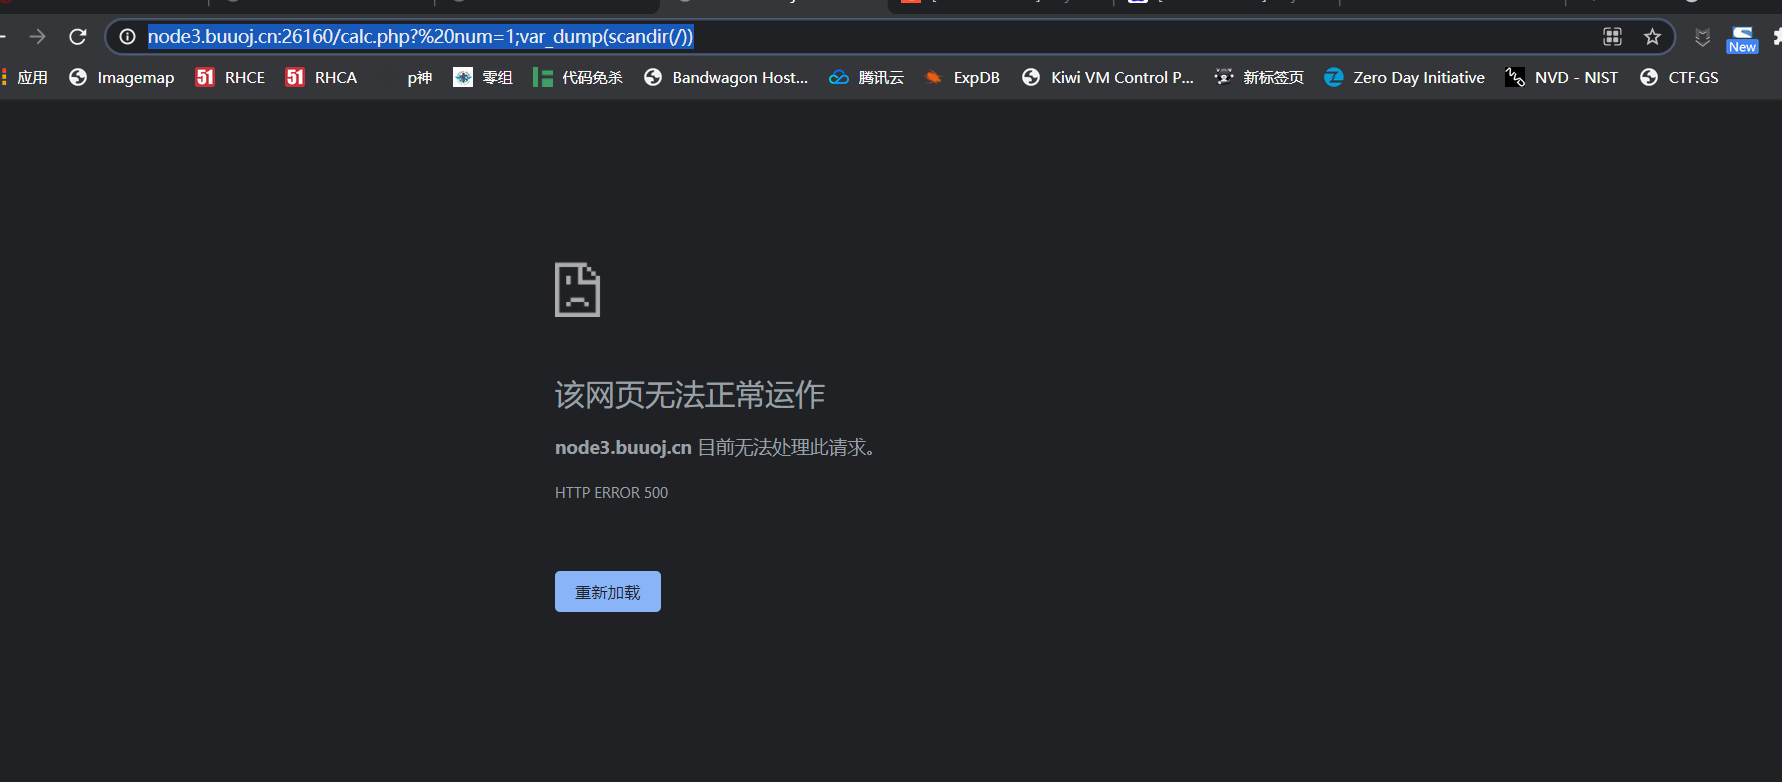 node3.buuoj.cn:26160/calc.php?%20num=1;var_dump(scandir(/))
New
应用 Imagemap 51 RHCE 51 RHCA p神 零组 代码免杀 Bandwagon Host... 腾讯云 ExpDB Kiwi VM Control P... 新标签页 Zero Day Initiative NVD - NIST CTF.GS
该网页无法正常运作
node3.buuoj.cn 目前无法处理此请求。
HTTP ERROR 500
重新加载